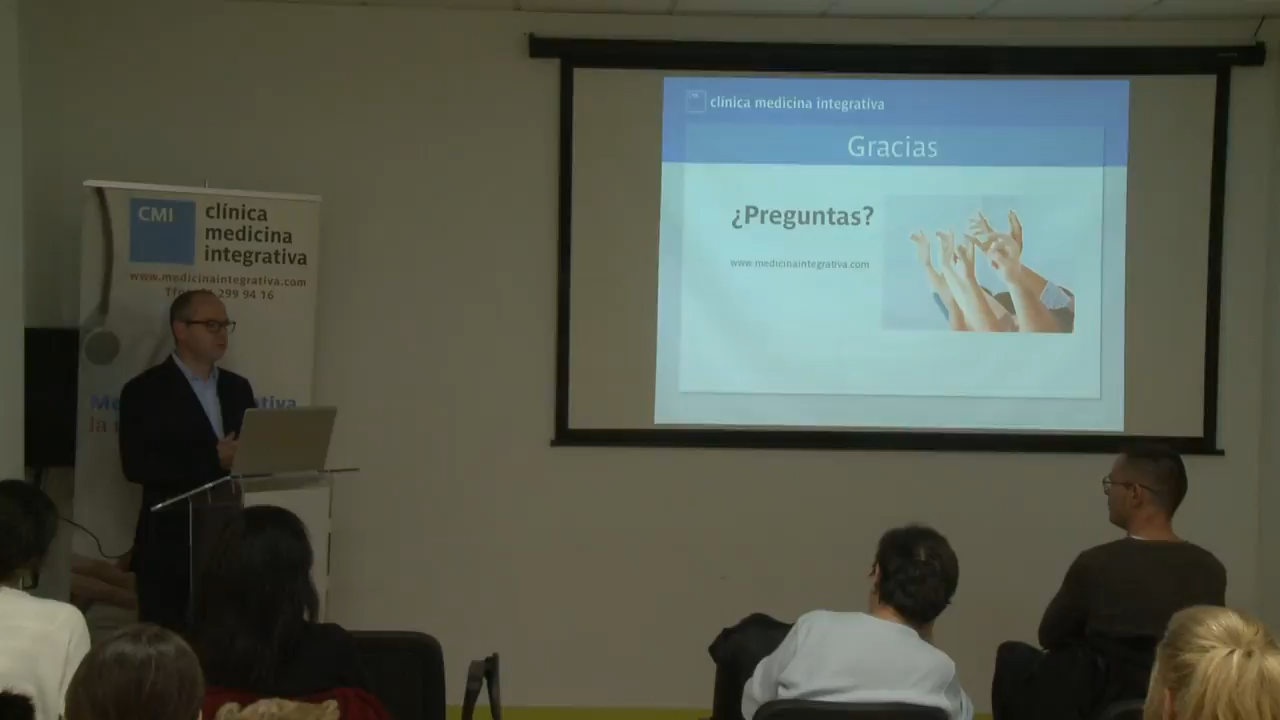 CMI
clínica
medicina
integrativa
www.medicinaintegrativa.com
299 94 16
clínica medicina integrativa
Gracias
¿Preguntas?
www.medicinaintegrativa.com